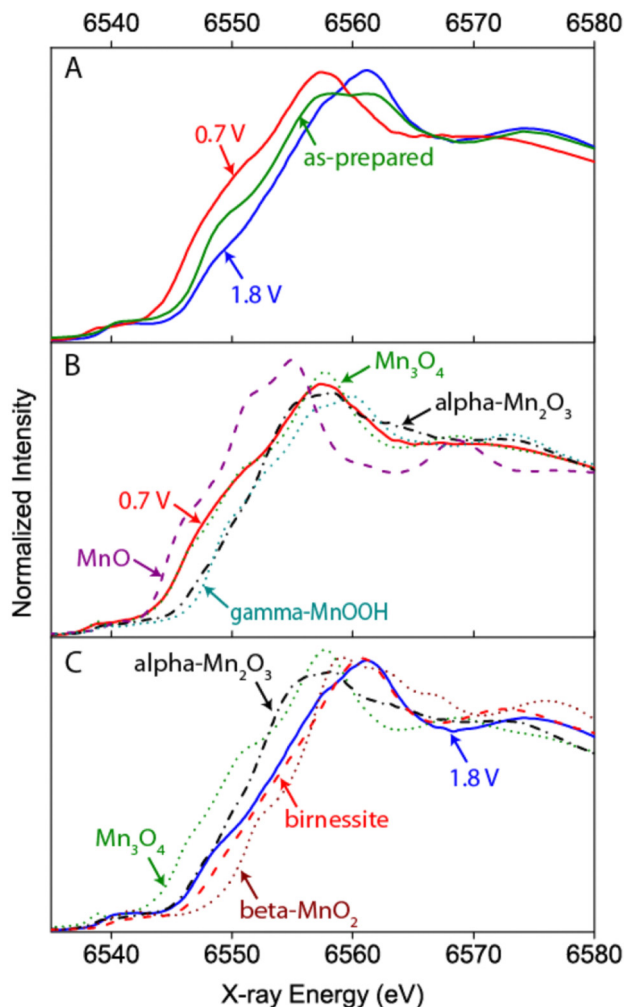 6540 6550 6560 6570 6580
A
0.7 V
as-prepared
1.8 V
B
Mn₃O₄
alpha-Mn₂O₃
0.7 V
MnO
gamma-MnOOH
Normalized Intensity
C
alpha-Mn₂O₃
1.8 V
birnessite
Mn₃O₄
beta-MnO₂
6540 6550 6560 6570 6580
X-ray Energy (eV)